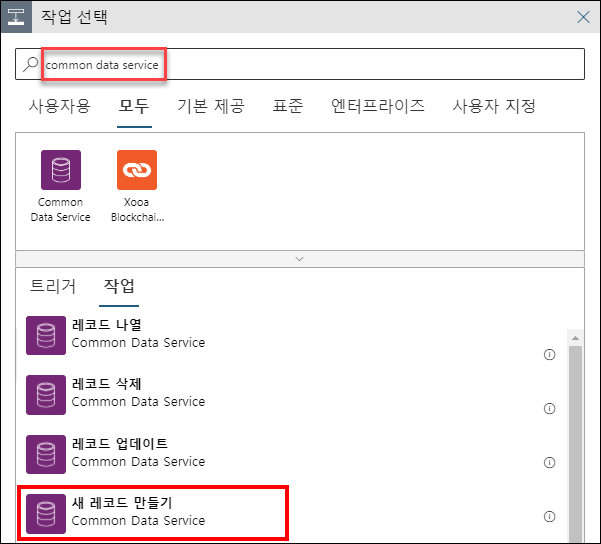 작업 선택
common data service
사용자용 모두 기본 제공 표준 엔터프라이즈 사용자 지정
Common
Data Service
Xooa
Blockchai...
트리거 작업
레코드 나열
Common Data Service
레코드 삭제
Common Data Service
레코드 업데이트
Common Data Service
새 레코드 만들기
Common Data Service